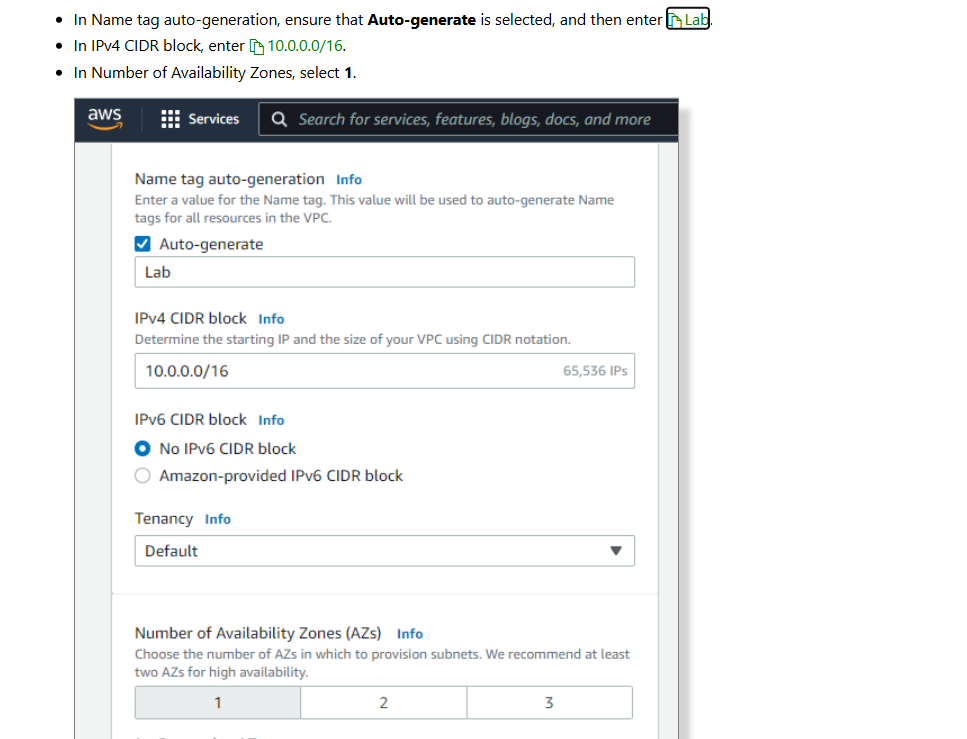 In Name tag auto-generation, ensure that Auto-generate is selected, and then enter Lab.
In IPv4 CIDR block, enter 10.0.0.0/16.
In Number of Availability Zones, select 1.
aws Services Search for services, features, blogs, docs, and more
Name tag auto-generation Info
Enter a value for the Name tag. This value will be used to auto-generate Name
tags for all resources in the VPC.
Auto-generate
Lab
IPv4 CIDR block Info
Determine the starting IP and the size of your VPC using CIDR notation.
10.0.0.0/16 65,536 IPs
IPv6 CIDR block Info
No IPv6 CIDR block
Amazon-provided IPv6 CIDR block
Tenancy Info
Default
Number of Availability Zones (AZs) Info
Choose the number of AZs in which to provision subnets. We recommend at least
two AZs for high availability.
1 2 3